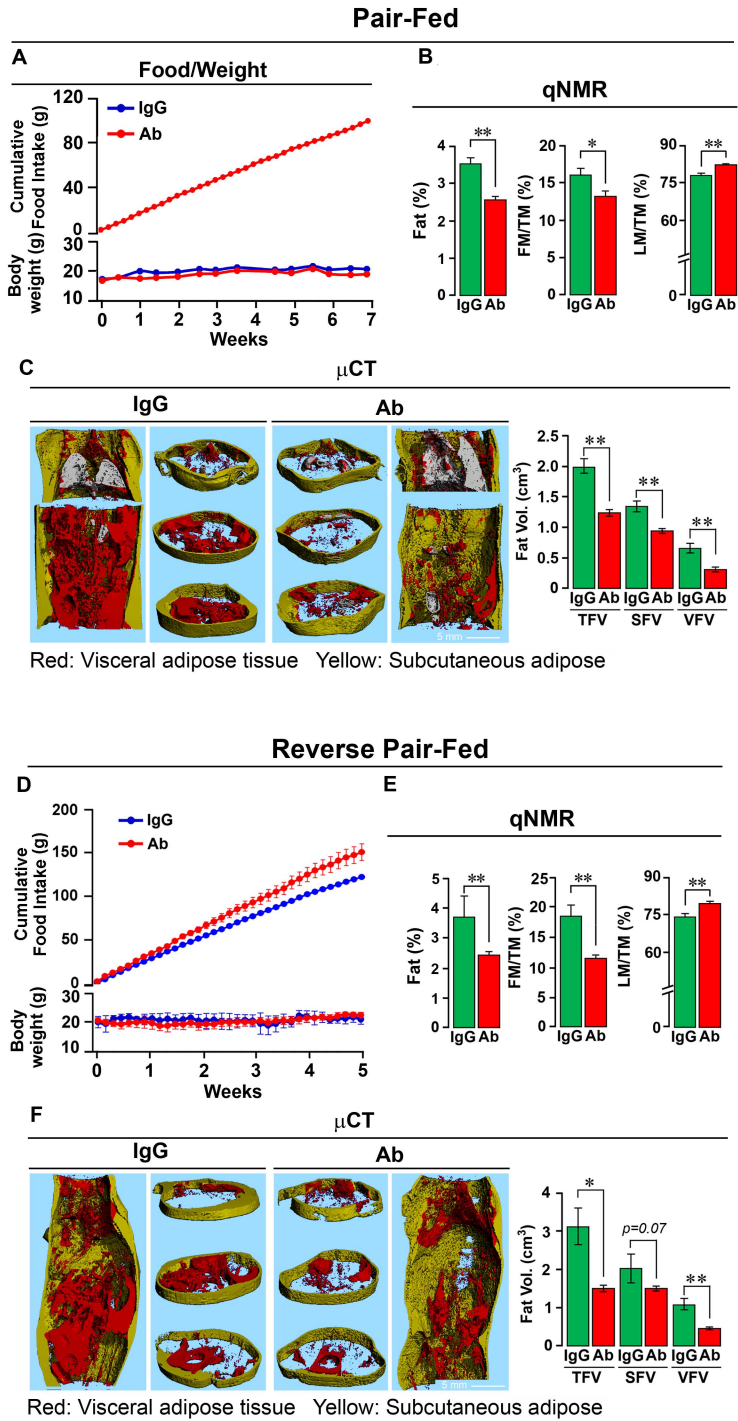 Pair-Fed
A
Food/Weight
Cumulative
Food Intake (g)
120
80
40
0
IgG
Ab
Body
weight (g)
30
20
10
0 1 2 3 4 5 6 7
Weeks
B
qNMR
Fat (%)
4
3
2
1
0
**
IgG Ab
FM/TM (%)
20
15
10
5
0
*
IgG Ab
LM/TM (%)
90
75
60
0
**
IgG Ab
C
μCT
IgG
Ab
5 mm
Fat Vol. (cm3)
2.5
2.0
1.5
1.0
0.5
0
**
**
**
IgG Ab IgG Ab IgG Ab
TFV SFV VFV
Red: Visceral adipose tissue Yellow: Subcutaneous adipose
Reverse Pair-Fed
D
Cumulative
Food Intake (g)
200
150
100
50
0
IgG
Ab
Body
weight (g)
30
20
10
0 1 2 3 4 5
Weeks
E
qNMR
Fat (%)
5
4
3
2
1
0
**
IgG Ab
FM/TM (%)
25
20
15
10
5
0
**
IgG Ab
LM/TM (%)
90
75
60
0
**
IgG Ab
F
μCT
IgG
Ab
5 mm
Fat Vol. (cm3)
4
3
2
1
0
*
p=0.07
**
IgG Ab IgG Ab IgG Ab
TFV SFV VFV
Red: Visceral adipose tissue Yellow: Subcutaneous adipose